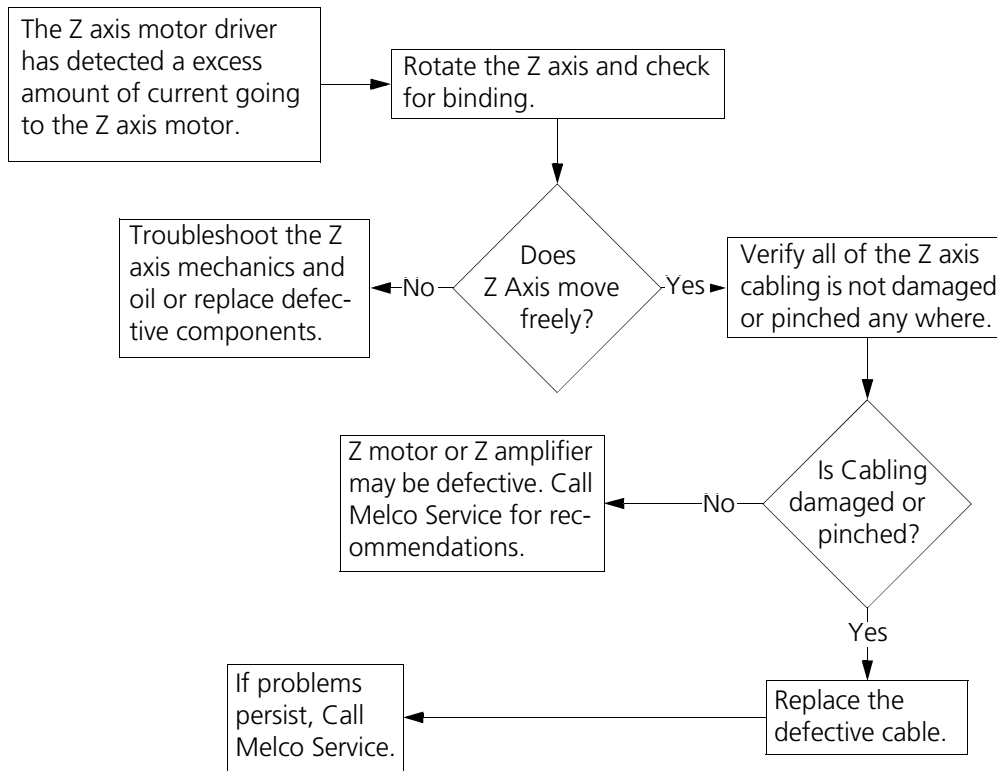 The Z axis motor driver
has detected a excess
amount of current going
to the Z axis motor.
Rotate the Z axis and check
for binding.
Does
Z Axis move
freely?
No
Troubleshoot the Z
axis mechanics and
oil or replace defec-
tive components.
Yes
Verify all of the Z axis
cabling is not damaged
or pinched any where.
Is Cabling
damaged or
pinched?
No
Z motor or Z amplifier
may be defective. Call
Melco Service for rec-
ommendations.
Yes
Replace the
defective cable.
If problems
persist, Call
Melco Service.